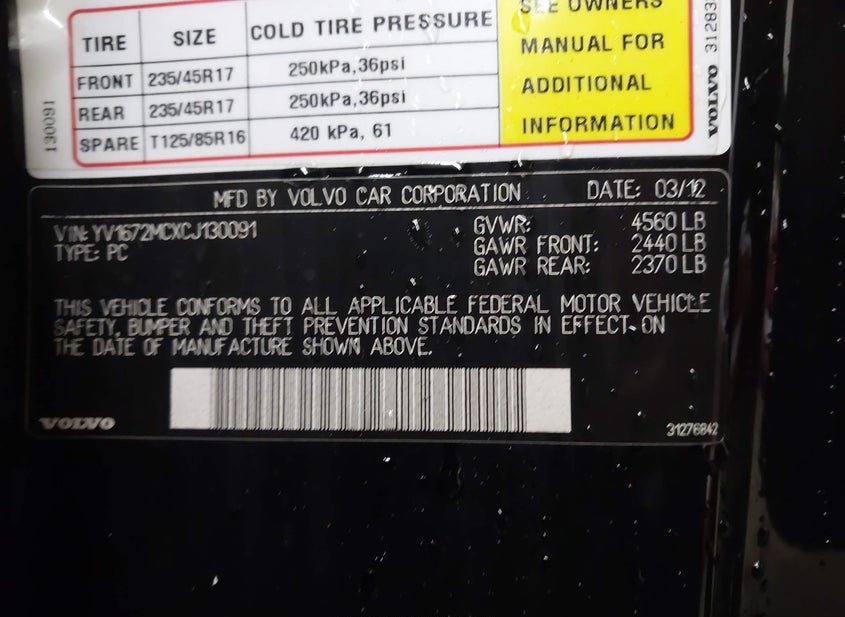 SEE OWNERS
MANUAL FOR
ADDITIONAL
INFORMATION
TIRE SIZE COLD TIRE PRESSURE
FRONT 235/45R17 250kPa,36psi
REAR 235/45R17 250kPa,36psi
SPARE T125/85R16 420 kPa, 61
130091
VOLVO 31283
MFD BY VOLVO CAR CORPORATION DATE: 03/12
VIN: YV1672MCXCJ130091
TYPE: PC
GVWR: 4560 LB
GAWR FRONT: 2440 LB
GAWR REAR: 2370 LB
THIS VEHICLE CONFORMS TO ALL APPLICABLE FEDERAL MOTOR VEHICLE
SAFETY, BUMPER AND THEFT PREVENTION STANDARDS IN EFFECT ON
THE DATE OF MANUFACTURE SHOWN ABOVE.
VOLVO
31276842